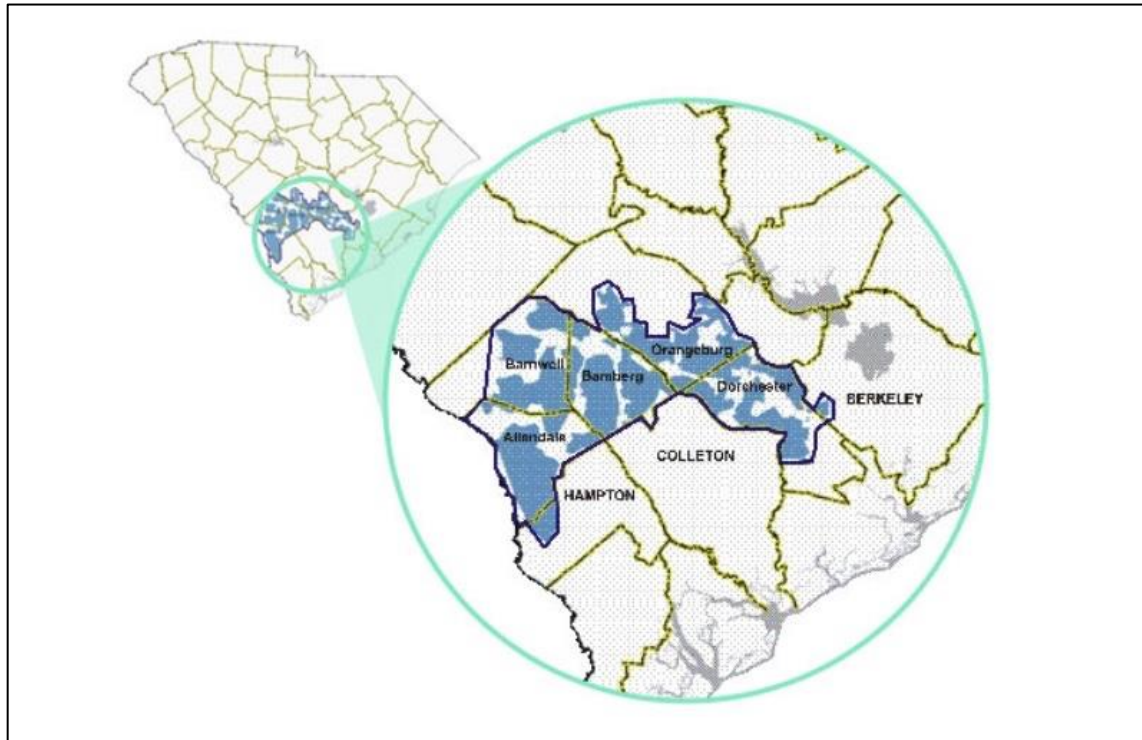 Orangeburg
Barnwell
Bamberg
Dorchester
BERKELEY
Allendale
COLLETON
HAMPTON